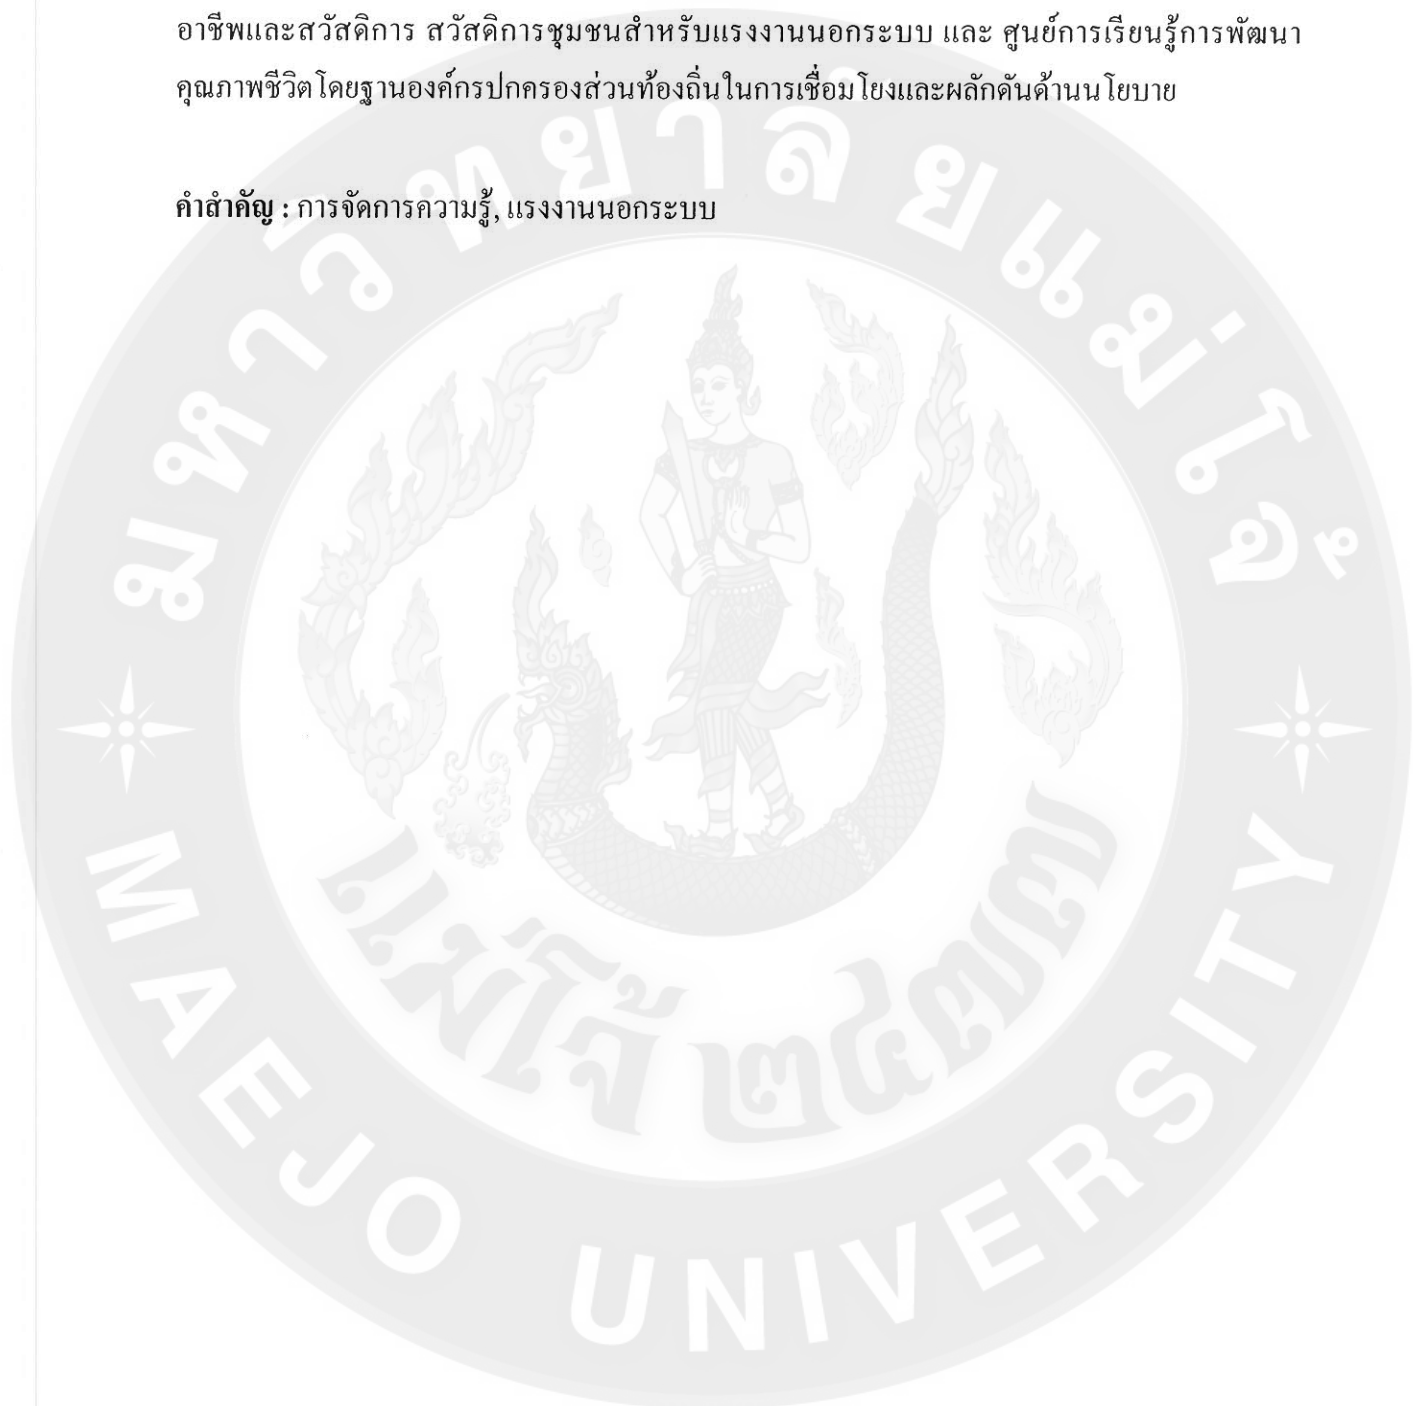 อาชีพและสวัสดิการ สวัสดิการชุมชนสำหรับแรงงานนอกระบบ และ ศูนย์การเรียนรู้การพัฒนา
คุณภาพชีวิตโดยฐานองค์กรปกครองส่วนท้องถิ่นในการเชื่อมโยงและผลักดันด้านนโยบาย
คำสำคัญ : การจัดการความรู้, แรงงานนอกระบบ
มหาวิทยาลัยแม่โจ้
แม่โจ้ ๒๔๗๗
MAEJO UNIVERSITY